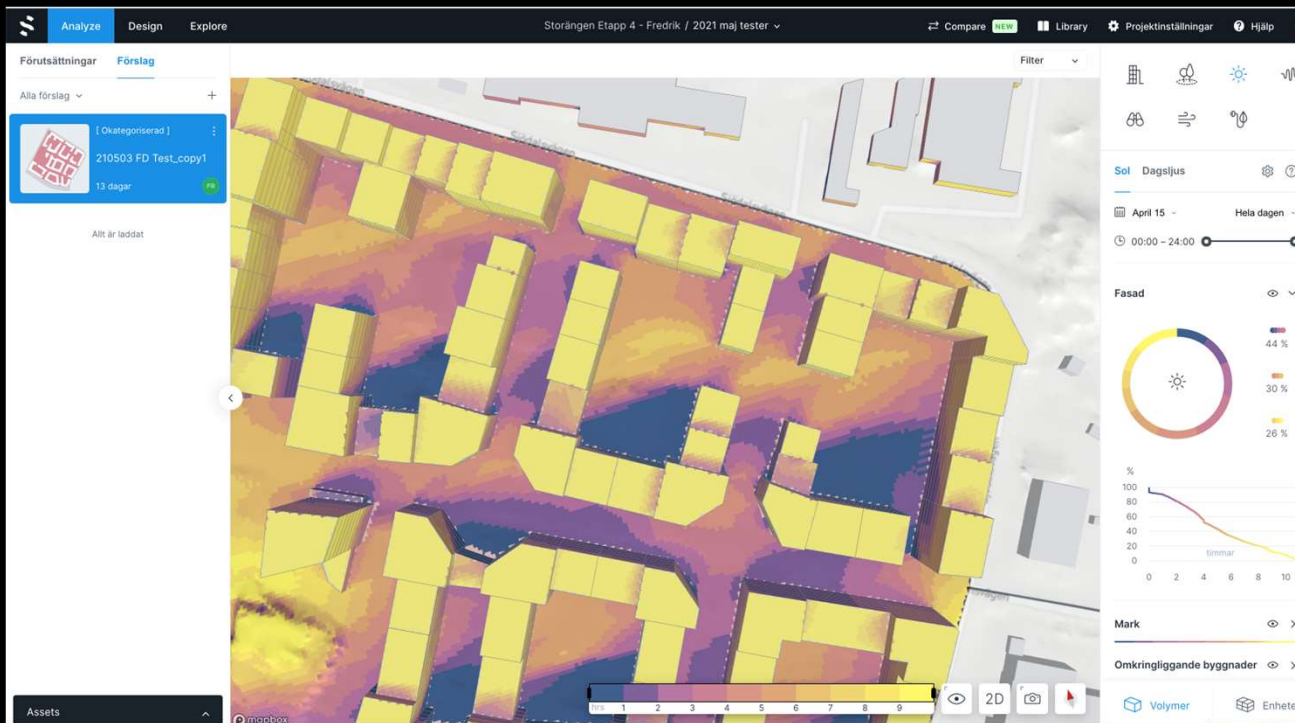 Analyze Design Explore Storängen Etapp 4 - Fredrik / 2021 maj tester Compare NEW Library Projektinställningar Hjälp
Förutsättningar Förslag
Filter
Alla förslag +
[ Okategoriserad ]
210503 FD Test_copy1
13 dagar
FR
Allt är laddat
Södalsvägen
Sol Dagsljus
April 15 - Hela dagen -
00:00 – 24:00
Fasad
44 %
30 %
26 %
%
100
80
60
40
20
0
timmar
0 2 4 6 8 10
Mark
Omkringliggande byggnader
hrs 1 2 3 4 5 6 7 8 9
2D
Volymer Enhete
Assets
mapbox